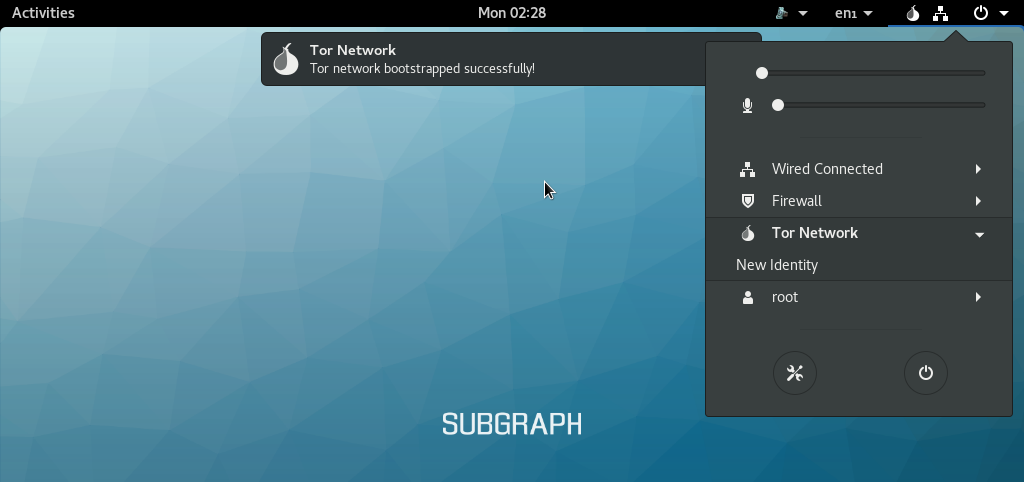 Activities
Mon 02:28
en₁
Tor Network
Tor network bootstrapped successfully!
Wired Connected
Firewall
Tor Network
New Identity
root
SUBGRAPH